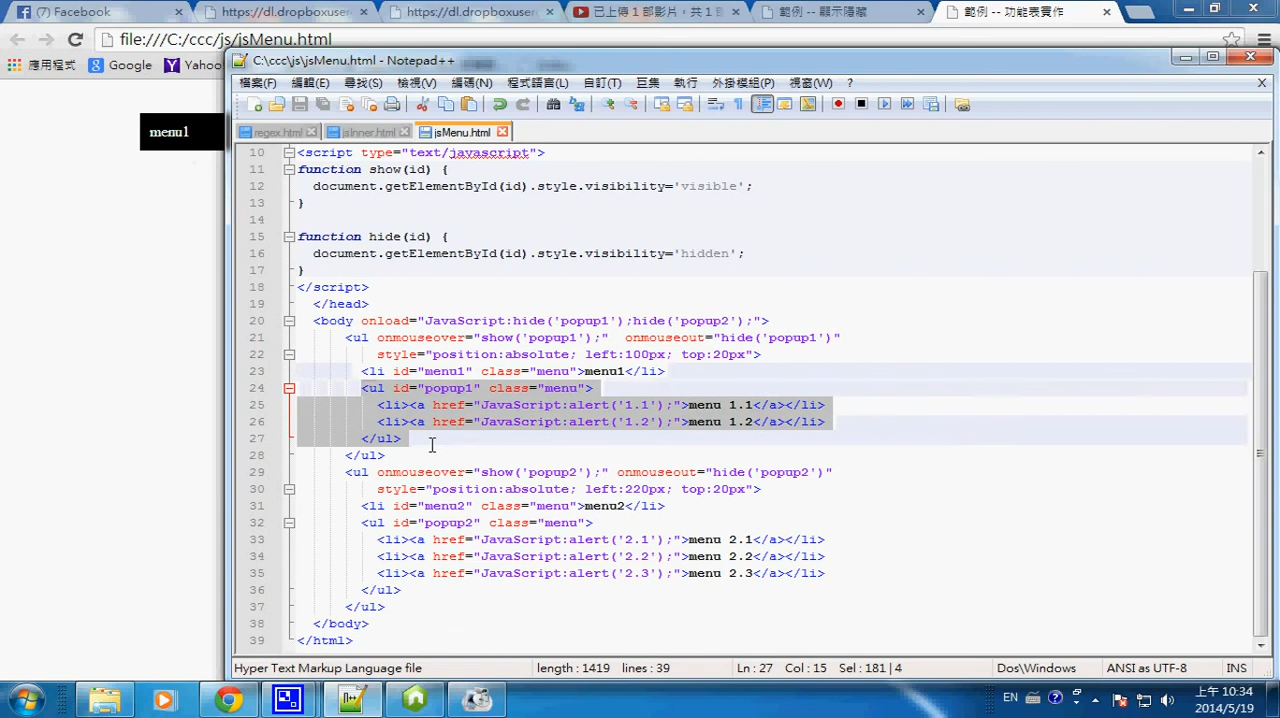 (7) Facebook
https://dl.dropboxuser
https://dl.dropboxuser
已上傳 1 部影片，共 1 部
範例 -- 顯示隱藏
範例 -- 功能表實作
file:///C:/ccc/js/jsMenu.html
應用程式 Google Yahoo
C:\ccc\js\jsMenu.html - Notepad++
檔案(F) 編輯(E) 尋找(S) 檢視(V) 編碼(N) 程式語言(L) 自訂(T) 巨集 執行 外掛模組(P) 視窗(W) ? X
regex.html jsInner.html jsMenu.html
menu1
10 <script type="text/javascript">
11 function show(id) {
12 document.getElementById(id).style.visibility='visible';
13 }
14
15 function hide(id) {
16 document.getElementById(id).style.visibility='hidden';
17 }
18 </script>
19 </head>
20 <body onload="JavaScript:hide('popup1');hide('popup2');">
21 <ul onmouseover="show('popup1');" onmouseout="hide('popup1')"
22 style="position:absolute; left:100px; top:20px">
23 <li id="menu1" class="menu">menu1</li>
24 <ul id="popup1" class="menu">
25 <li><a href="JavaScript:alert('1.1');">menu 1.1</a></li>
26 <li><a href="JavaScript:alert('1.2');">menu 1.2</a></li>
27 </ul>
28 </ul>
29 <ul onmouseover="show('popup2');" onmouseout="hide('popup2')"
30 style="position:absolute; left:220px; top:20px">
31 <li id="menu2" class="menu">menu2</li>
32 <ul id="popup2" class="menu">
33 <li><a href="JavaScript:alert('2.1');">menu 2.1</a></li>
34 <li><a href="JavaScript:alert('2.2');">menu 2.2</a></li>
35 <li><a href="JavaScript:alert('2.3');">menu 2.3</a></li>
36 </ul>
37 </ul>
38 </body>
39 </html>
Hyper Text Markup Language file length : 1419 lines : 39 Ln : 27 Col : 15 Sel : 181 | 4 Dos\Windows ANSI as UTF-8 INS
EN
上午 10:34
2014/5/19